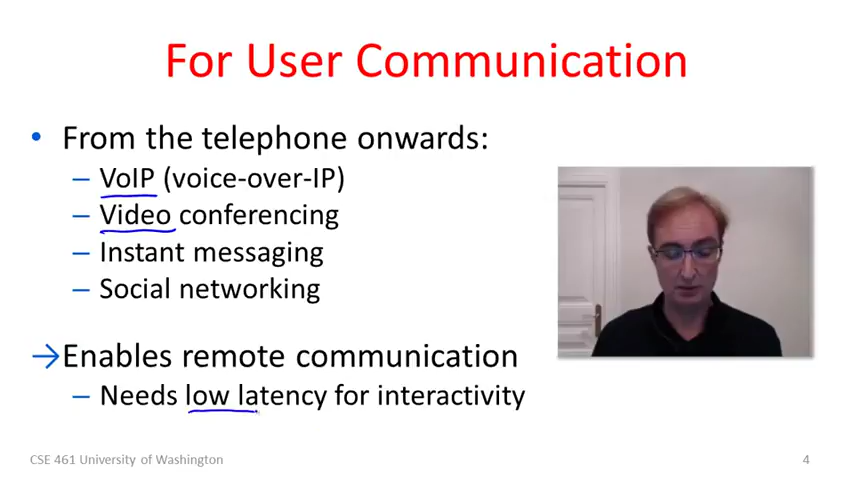 For User Communication
• From the telephone onwards:
– VoIP (voice-over-IP)
– Video conferencing
– Instant messaging
– Social networking
→Enables remote communication
– Needs low latency for interactivity
CSE 461 University of Washington
4